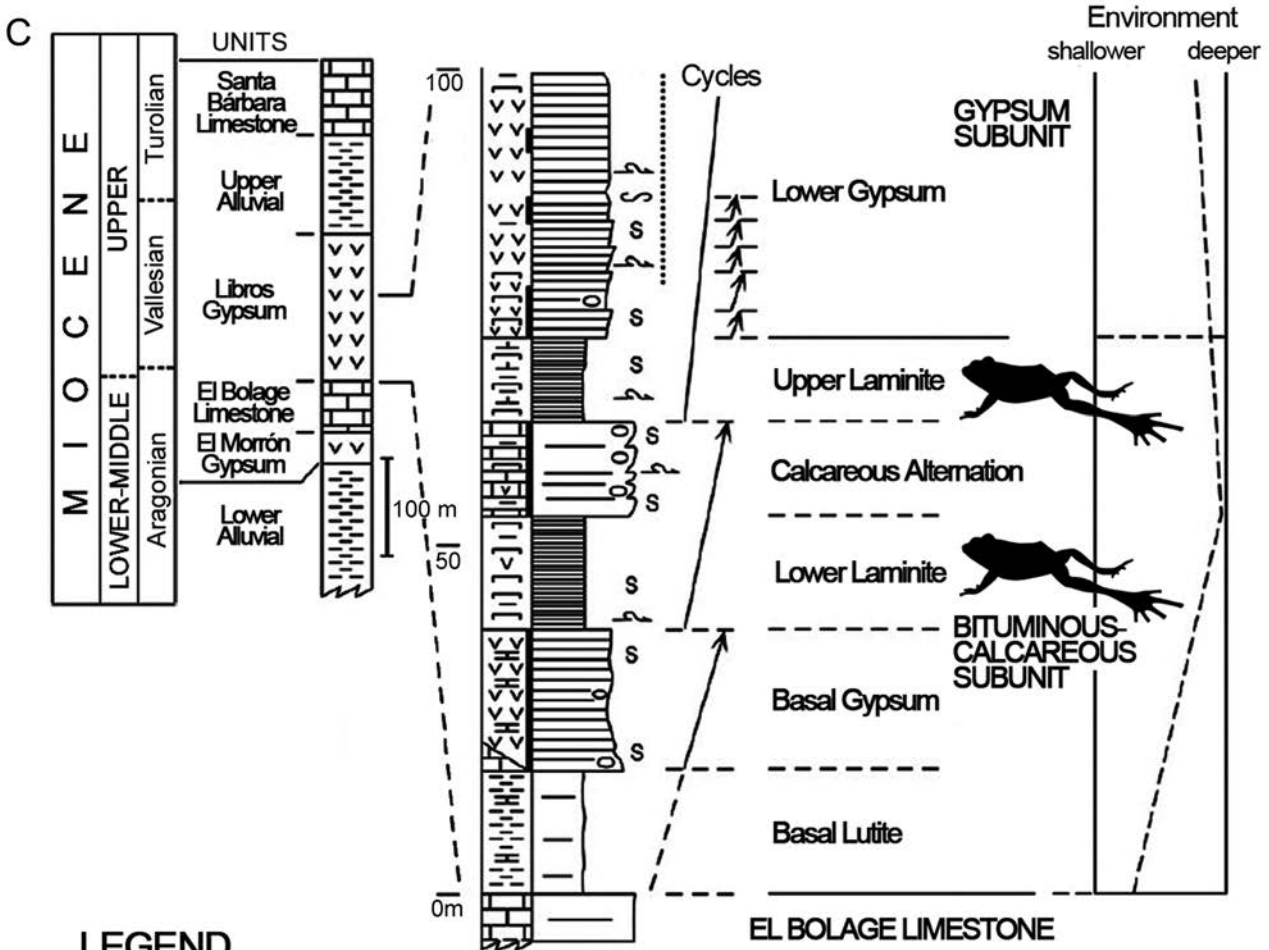 C
UNITS
MIOCENE
UPPER
LOWER-MIDDLE
Turolian
Vallesian
Aragonian
Santa
Bárbara
Limestone
Upper
Alluvial
Libros
Gypsum
El Bolage
Limestone
El Morrón
Gypsum
Lower
Alluvial
100 m
100
50
0m
Cycles
S
S
S
S
S
S
S
S
S
Lower Gypsum
Upper Laminite
Calcareous Alternation
Lower Laminite
Basal Gypsum
Basal Lutite
EL BOLAGE LIMESTONE
GYPSUM
SUBUNIT
BITUMINOUS-
CALCAREOUS
SUBUNIT
Environment
shallower deeper
LEGEND